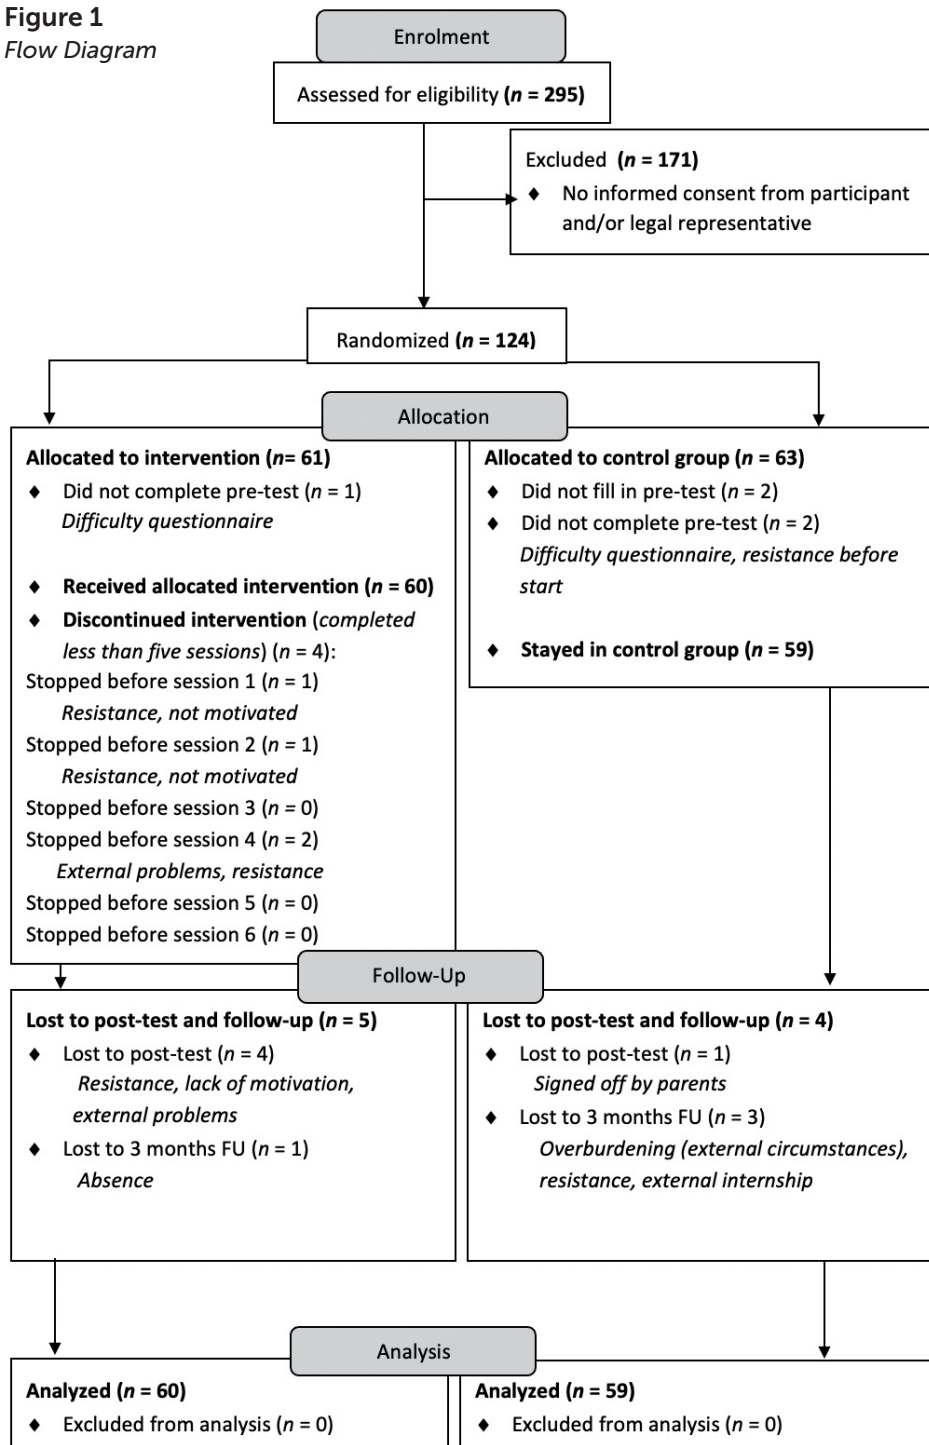 Figure 1
Flow Diagram
Enrolment
Assessed for eligibility (n = 295)
Excluded (n = 171)
♦ No informed consent from participant
and/or legal representative
Randomized (n = 124)
Allocation
Allocated to intervention (n= 61)
♦ Did not complete pre-test (n = 1)
Difficulty questionnaire
♦ Received allocated intervention (n = 60)
♦ Discontinued intervention (completed
less than five sessions) (n = 4):
Stopped before session 1 (n = 1)
Resistance, not motivated
Stopped before session 2 (n = 1)
Resistance, not motivated
Stopped before session 3 (n = 0)
Stopped before session 4 (n = 2)
External problems, resistance
Stopped before session 5 (n = 0)
Stopped before session 6 (n = 0)
Allocated to control group (n = 63)
♦ Did not fill in pre-test (n = 2)
♦ Did not complete pre-test (n = 2)
Difficulty questionnaire, resistance before
start
♦ Stayed in control group (n = 59)
Follow-Up
Lost to post-test and follow-up (n = 5)
♦ Lost to post-test (n = 4)
Resistance, lack of motivation,
external problems
♦ Lost to 3 months FU (n = 1)
Absence
Lost to post-test and follow-up (n = 4)
♦ Lost to post-test (n = 1)
Signed off by parents
♦ Lost to 3 months FU (n = 3)
Overburdening (external circumstances),
resistance, external internship
Analysis
Analyzed (n = 60)
♦ Excluded from analysis (n = 0)
Analyzed (n = 59)
♦ Excluded from analysis (n = 0)